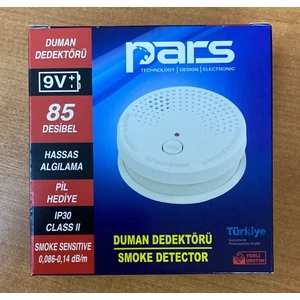 DUMAN
DEDEKTÖRÜ
9V
85
DESİBEL
HASSAS
ALGILAMA
PİL
HEDİYE
IP30
CLASS II
SMOKE SENSITIVE
0,086-0,14 dB/m
pars
TECHNOLOGY | DESIGN | ELECTRONIC
Türkiye
DUMAN DEDEKTÖRÜ
SMOKE DETECTOR
YERLİ
ÜRETİM